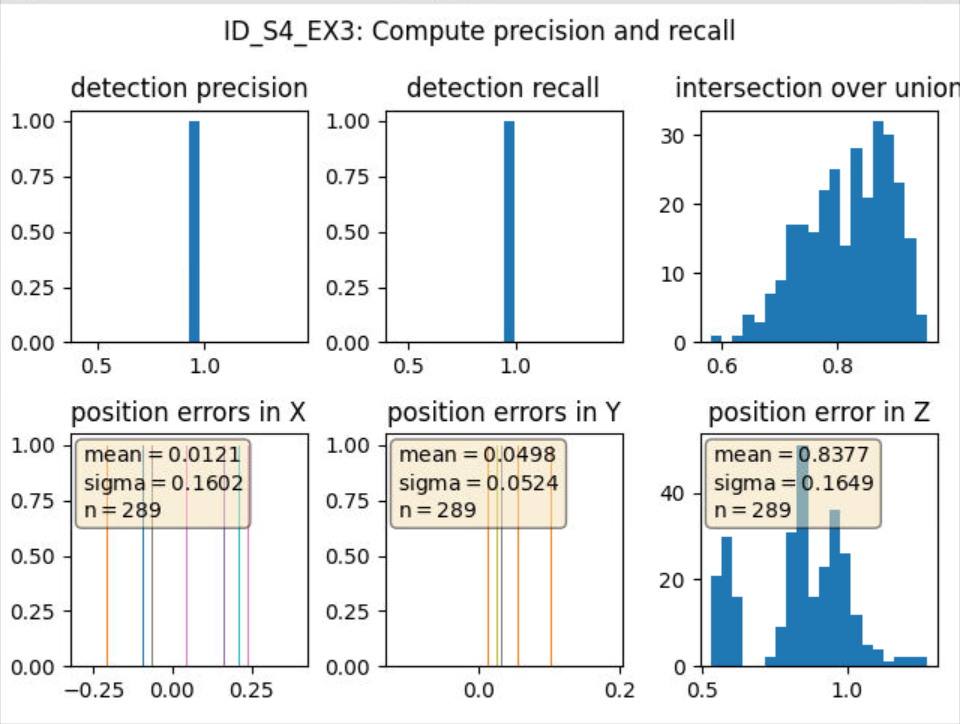 ID_S4_EX3: Compute precision and recall
detection precision
detection recall
intersection over union
1.00
0.75
0.50
0.25
0.00
0.5 1.0
1.00
0.75
0.50
0.25
0.00
0.5 1.0
30
20
10
0
0.6 0.8
position errors in X
position errors in Y
position error in Z
1.00
0.75
0.50
0.25
0.00
mean = 0.0121
sigma = 0.1602
n = 289
−0.25 0.00 0.25
1.00
0.75
0.50
0.25
0.00
mean = 0.0498
sigma = 0.0524
n = 289
0.0 0.2
40
20
0
mean = 0.8377
sigma = 0.1649
n = 289
0.5 1.0